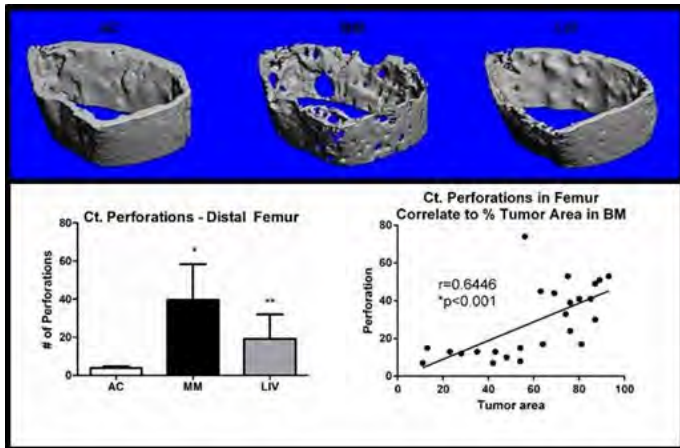 AC
MM
LIV
Ct. Perforations - Distal Femur
# of Perforations
80
60
40
20
0
*
**
AC
MM
LIV
Ct. Perforations in Femur
Correlate to % Tumor Area in BM
Perforation
80
60
40
20
0
r=0.6446
*p<0.001
0
20
40
60
80
100
Tumor area